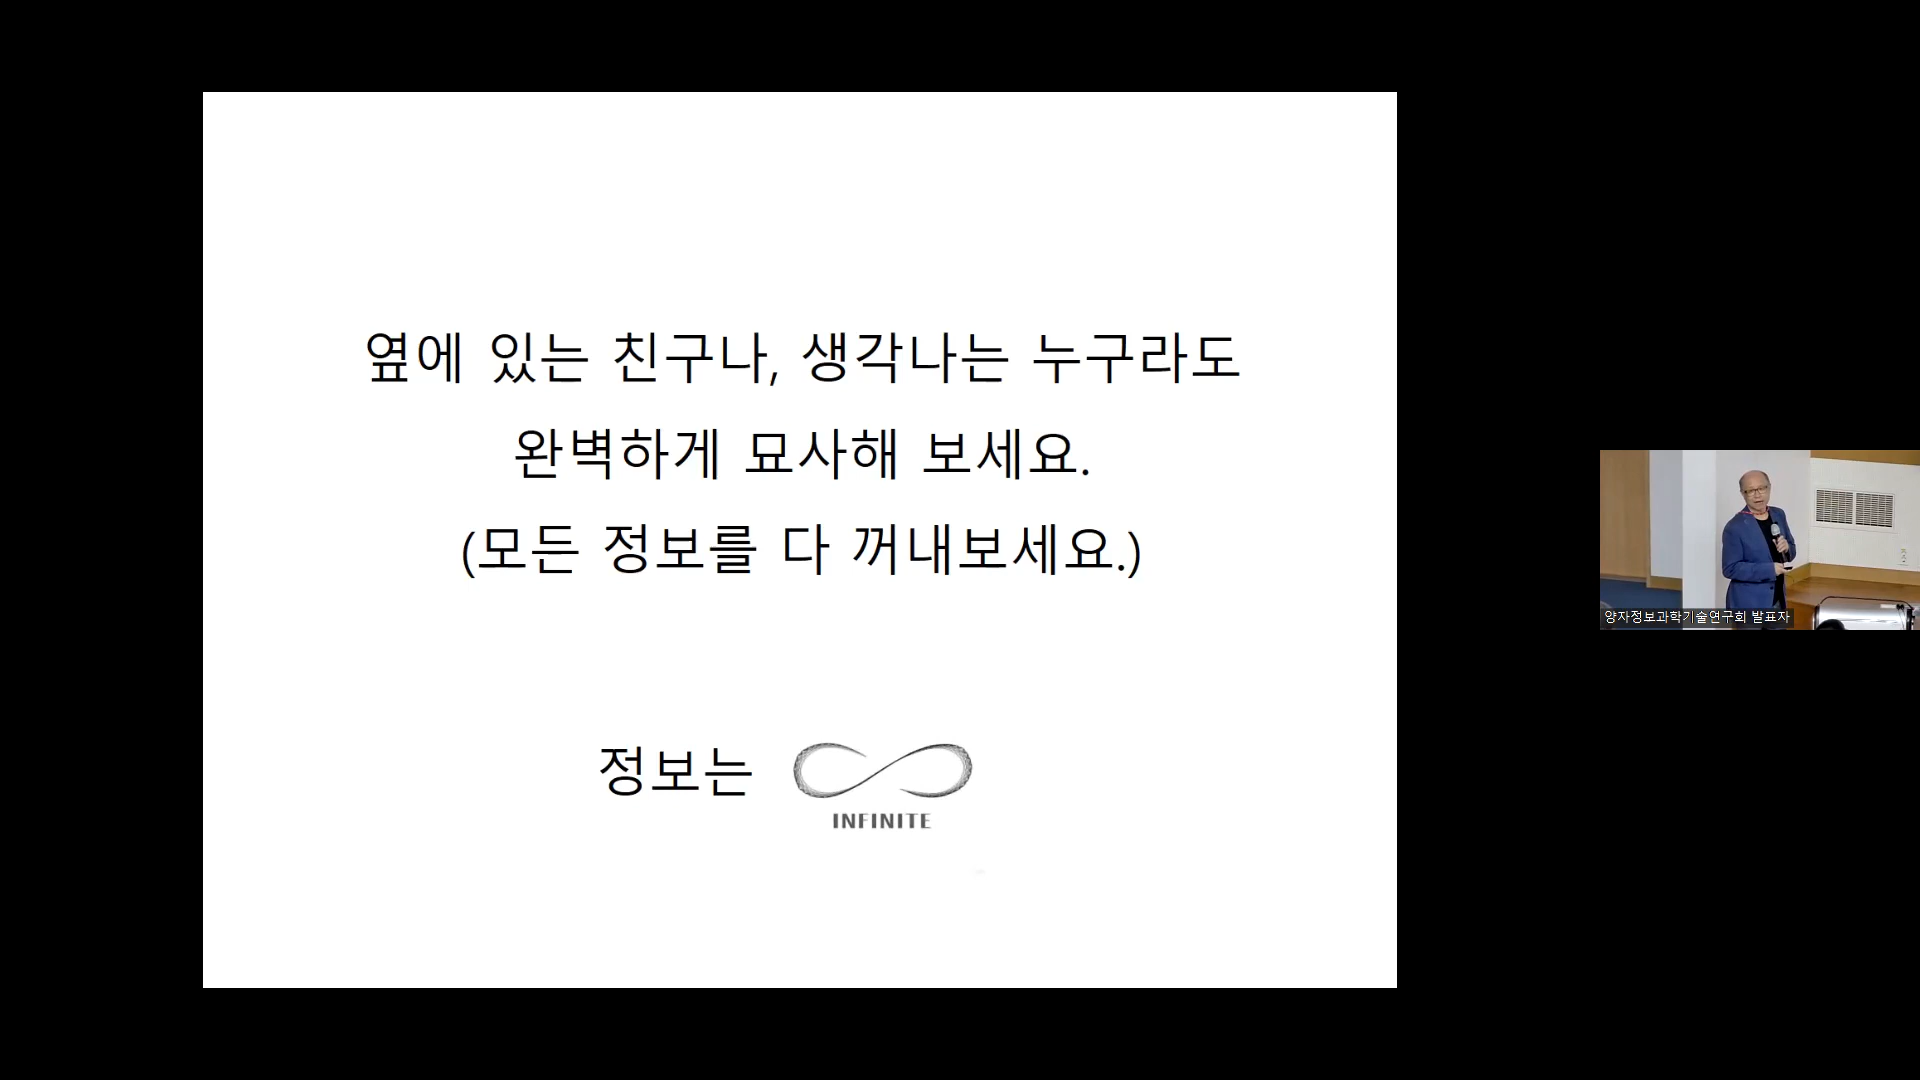 옆에 있는 친구나, 생각나는 누구라도
완벽하게 묘사해 보세요.
(모든 정보를 다 꺼내보세요.)
정보는
INFINITE
양자정보과학기술연구회 발표자